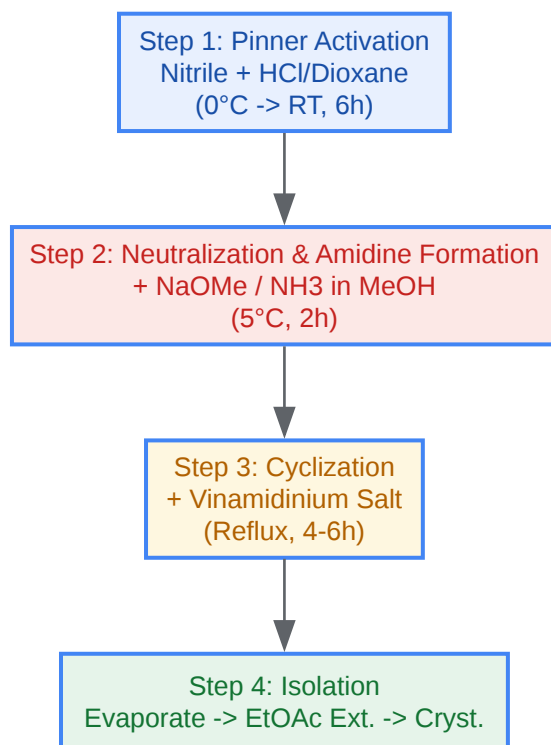 Step 1: Pinner Activation
Nitrile + HCl/Dioxane
(0°C -> RT, 6h)
Step 2: Neutralization & Amidine Formation
+ NaOMe / NH3 in MeOH
(5°C, 2h)
Step 3: Cyclization
+ Vinamidinium Salt
(Reflux, 4-6h)
Step 4: Isolation
Evaporate -> EtOAc Ext. -> Cryst.